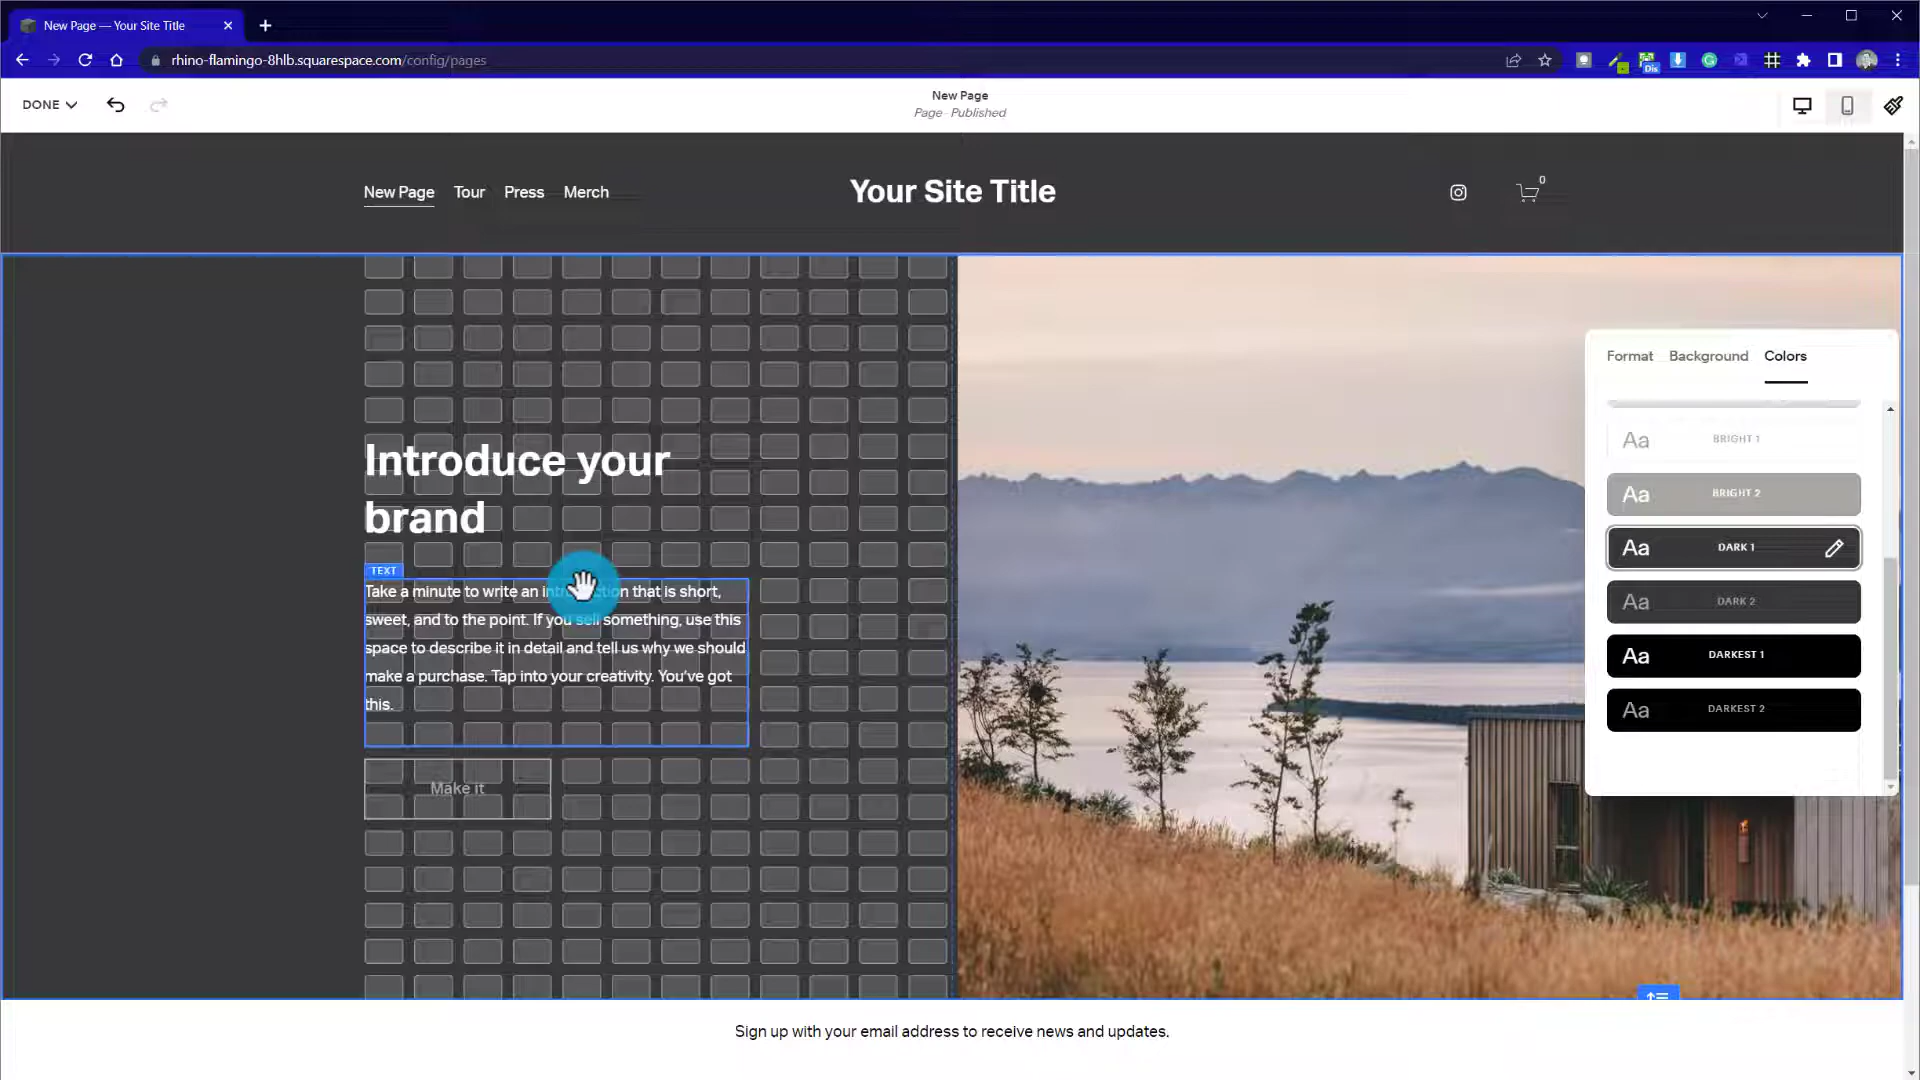 New Page — Your Site Title
rhino-flamingo-8hlb.squarespace.com/config/pages
Dis
DONE
New Page
Page · Published
New Page Tour Press Merch
Your Site Title
0
Format Background Colors
Aa BRIGHT 1
Aa BRIGHT 2
Aa DARK 1
Aa DARK 2
Aa DARKEST 1
Aa DARKEST 2
Introduce your
brand
TEXT
Take a minute to write an introduction that is short,
sweet, and to the point. If you sell something, use this
space to describe it in detail and tell us why we should
make a purchase. Tap into your creativity. You've got
this.
Make it
Sign up with your email address to receive news and updates.